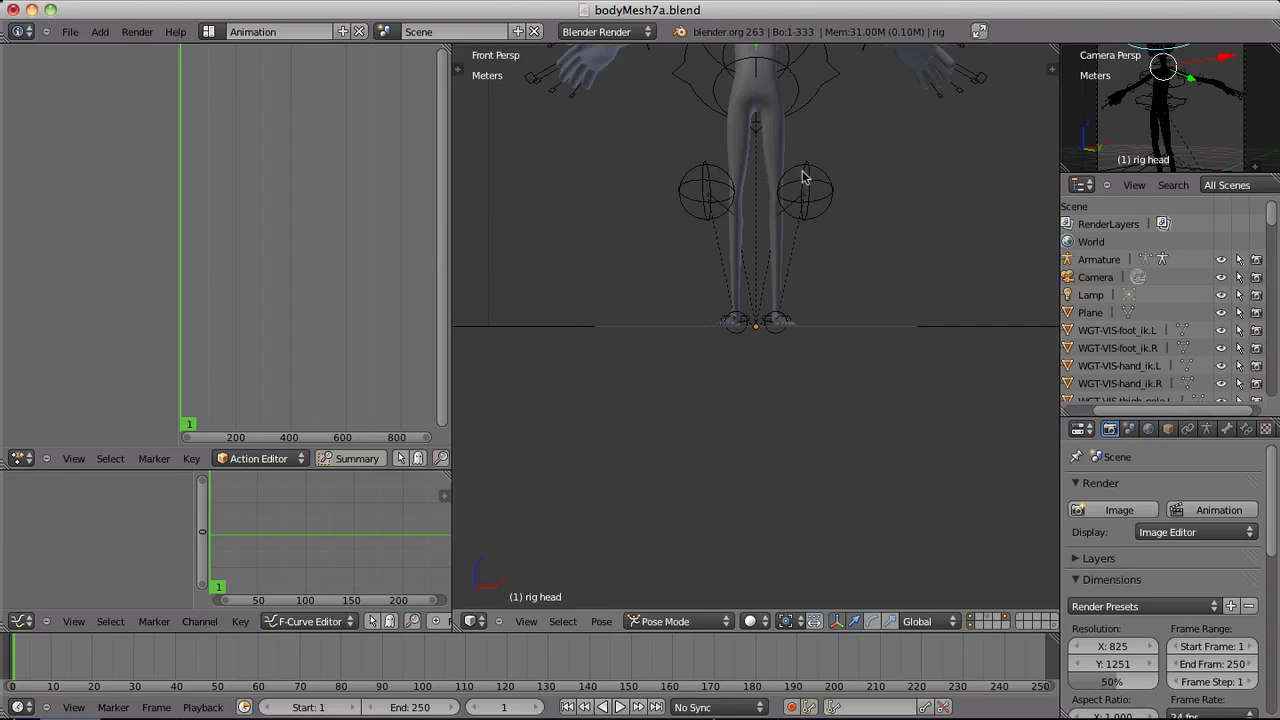 bodyMesh7a.blend
File Add Render Help Animation Scene Blender Render blender.org 263 | Bo:1-333 | Mem:31.00M (0.10M) | rig
Front Persp
Meters
(1) rig head
Camera Persp
Meters
(1) rig head
View Search All Scenes
Scene
RenderLayers
World
Armature
Camera
Lamp
Plane
WGT-VIS-foot_ik.L
WGT-VIS-foot_ik.R
WGT-VIS-hand_ik.L
WGT-VIS-hand_ik.R
WGT-VIS-thigh_pole.L
Scene
Render
Image Animation
Display: Image Editor
Layers
Dimensions
Render Presets
Resolution: Frame Range:
X: 825 Start Frame: 1
Y: 1251 End Fram: 250
50% Frame Step: 1
Aspect Ratio: Frame Rate:
X: 1.000 24 fps
1
200 400 600 800
View Select Marker Key Action Editor Summary
1
50 100 150 200
View Select Marker Channel Key F-Curve Editor F
View Select Pose Pose Mode Global
0 10 20 30 40 50 60 70 80 90 100 110 120 130 140 150 160 170 180 190 200 210 220 230 240 250
View Marker Frame Playback Start: 1 End: 250 1 No Sync